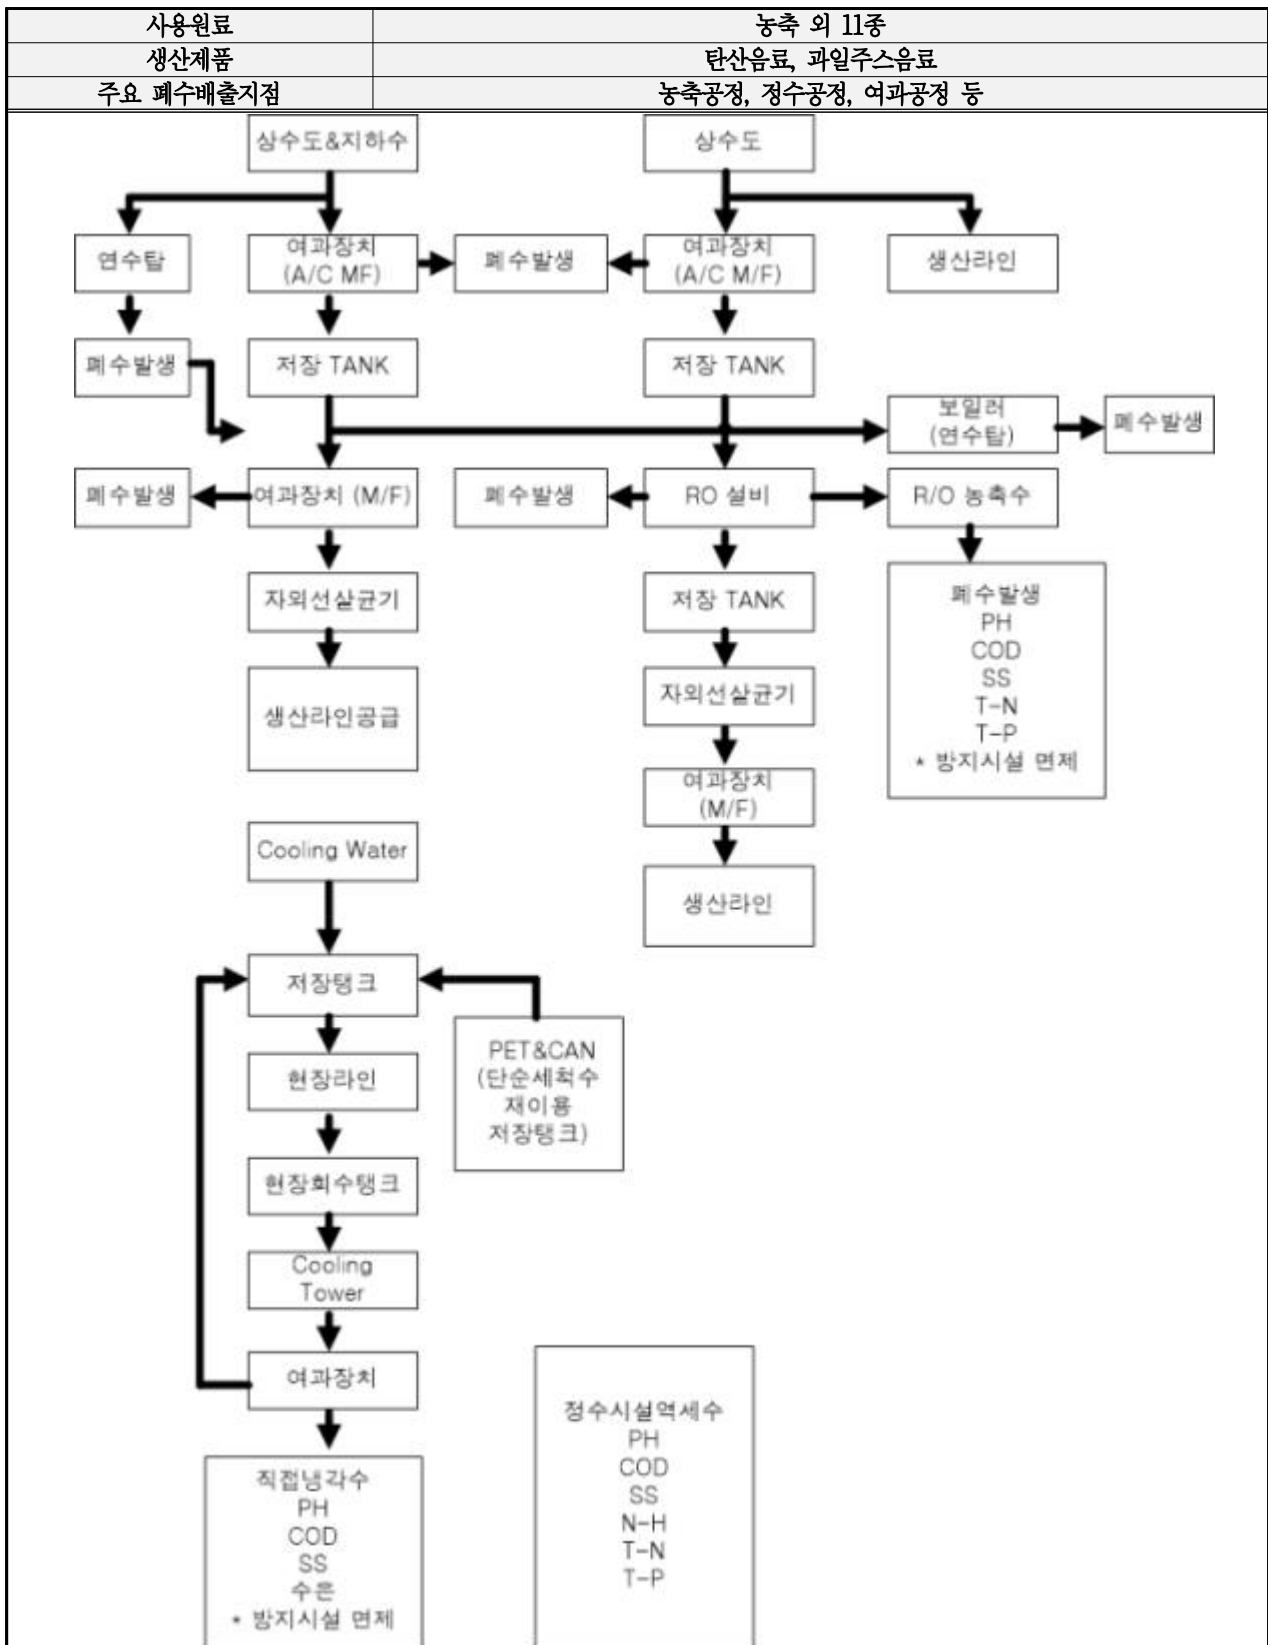 사용원료 농축 외 11종
생산제품 탄산음료, 과일주스음료
주요 폐수배출지점 농축공정, 정수공정, 여과공정 등
상수도&지하수
상수도
연수탑
여과장치
(A/C MF)
폐수발생
여과장치
(A/C M/F)
생산라인
폐수발생
저장 TANK
저장 TANK
보일러
(연수탑)
폐수발생
폐수발생
여과장치 (M/F)
폐수발생
RO 설비
R/O 농축수
자외선살균기
저장 TANK
폐수발생
PH
COD
SS
T-N
T-P
* 방지시설 면제
생산라인공급
자외선살균기
여과장치
(M/F)
생산라인
Cooling Water
저장탱크
PET&CAN
(단순세척수
재이용
저장탱크)
현장라인
현장회수탱크
Cooling
Tower
여과장치
직접냉각수
PH
COD
SS
수은
* 방지시설 면제
정수시설역세수
PH
COD
SS
N-H
T-N
T-P